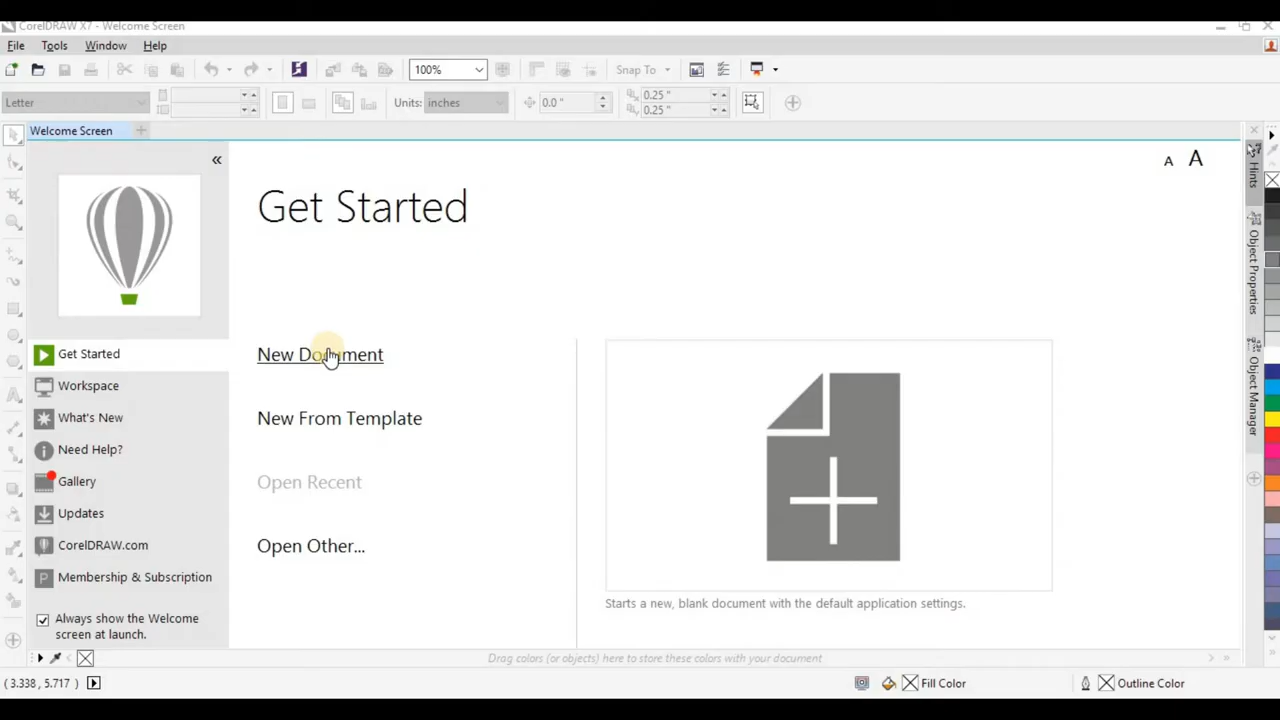 CorelDRAW X7 - Welcome Screen
File Tools Window Help
100% Snap To
Letter Units: inches 0.0 " 0.25 "
0.25 "
Welcome Screen
A A
Get Started
New Document
New From Template
Open Recent
Open Other...
Starts a new, blank document with the default application settings.
Get Started
Workspace
What's New
Need Help?
Gallery
Updates
CorelDRAW.com
P Membership & Subscription
Always show the Welcome
screen at launch.
Hints
Object Properties
Object Manager
Drag colors (or objects) here to store these colors with your document
(3.338, 5.717) Fill Color Outline Color